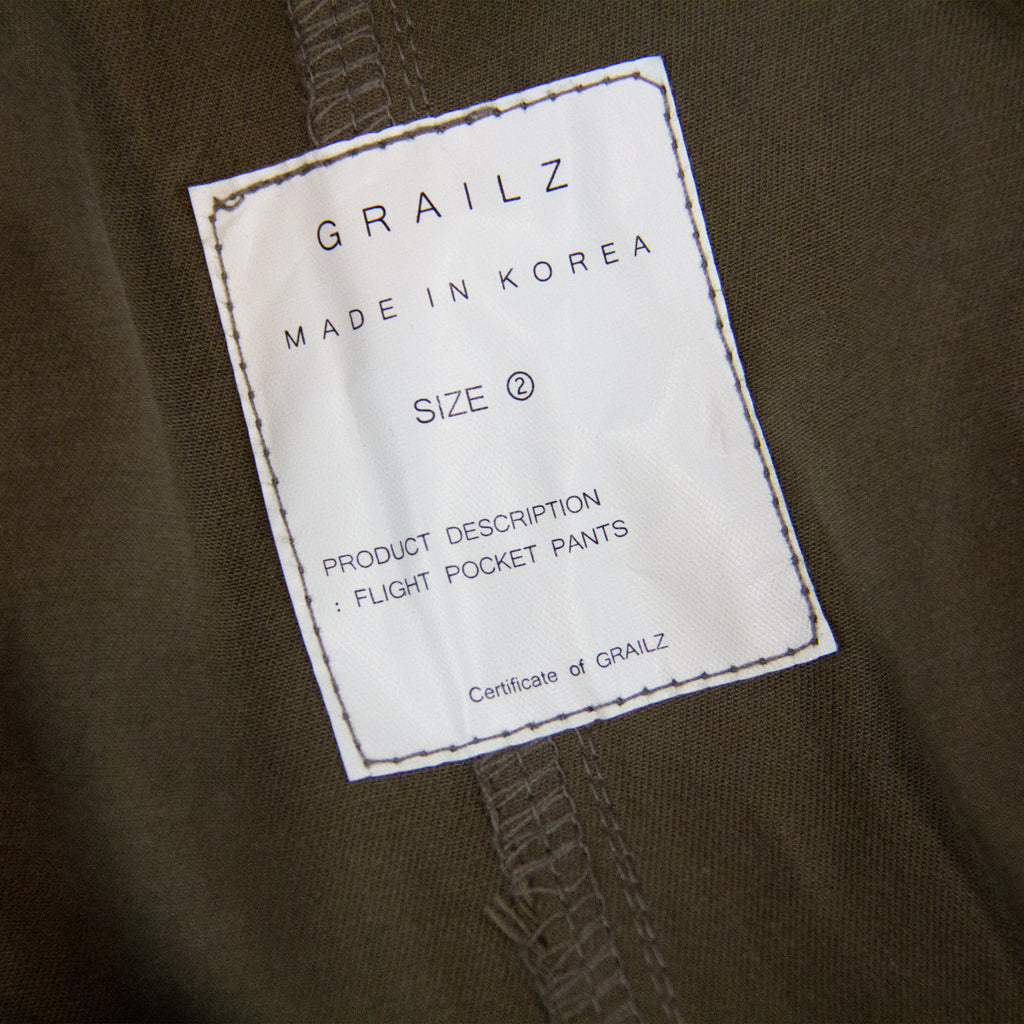 GRAILZ
MADE IN KOREA
SIZE ②
PRODUCT DESCRIPTION
: FLIGHT POCKET PANTS
Certificate of GRAILZ